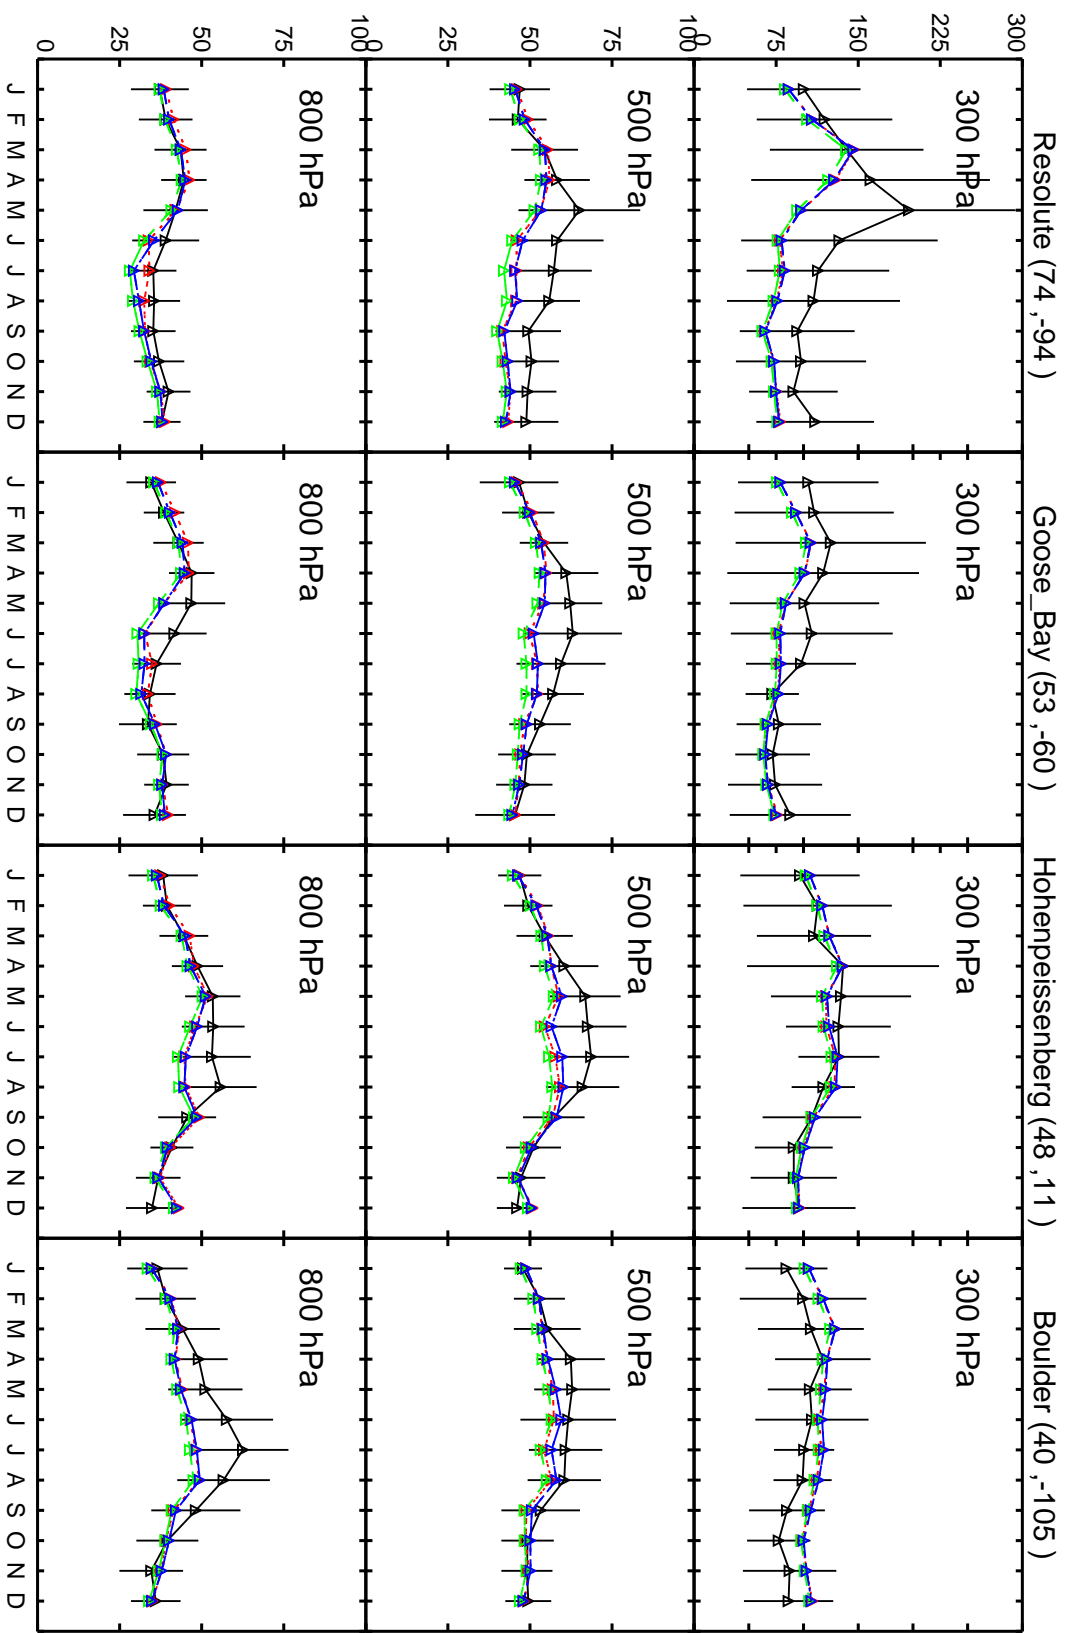 Resolute (74 ,-94 )
Goose_Bay (53 ,-60 )
Hohenpeissenberg (48 ,11 )
Boulder (40 ,-105 )
300
225
150
75
0
300 hPa
300 hPa
300 hPa
300 hPa
100
75
50
25
0
500 hPa
500 hPa
500 hPa
500 hPa
100
75
50
25
0
800 hPa
800 hPa
800 hPa
800 hPa
J F M A M J J A S O N D
J F M A M J J A S O N D
J F M A M J J A S O N D
J F M A M J J A S O N D